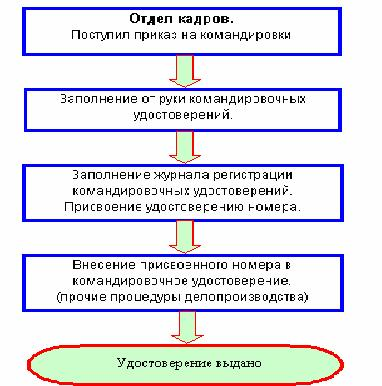 Отдел кадров.
Поступил приказ на командировки
Заполнение от руки командировочных
удостоверений.
Заполнение журнала регистрации
командировочных удостоверений.
Присвоение удостоверению номера.
Внесение присвоенного номера в
командировочное удостоверение.
(прочие процедуры делопроизводства)
Удостоверение выдано